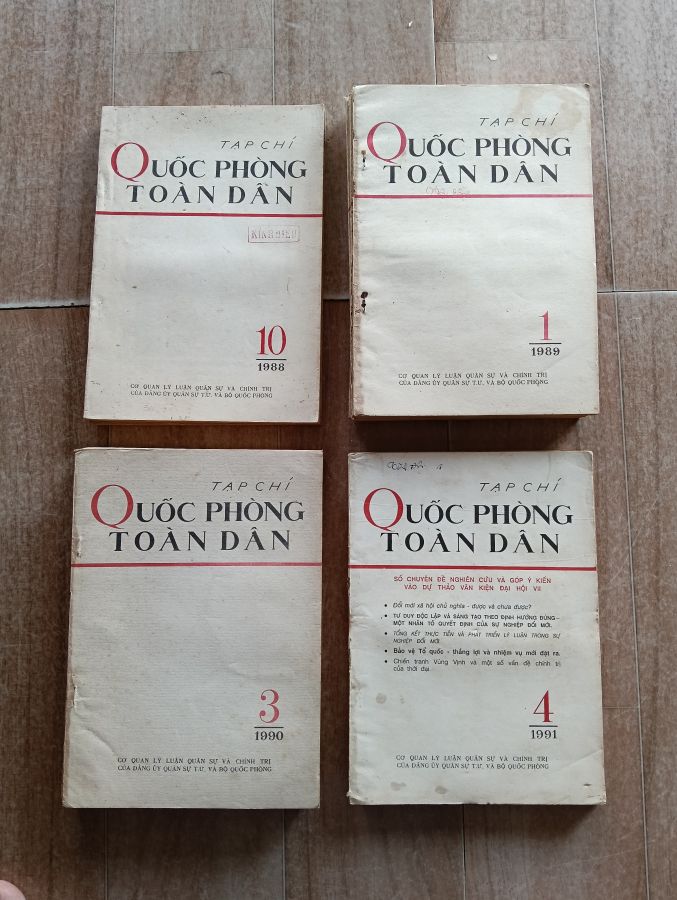 TẠP CHÍ
QUỐC PHÒNG
TOÀN DÂN
KÍNH BIẾU
10
1988
CƠ QUAN LÝ LUẬN QUÂN SỰ VÀ CHÍNH TRỊ
CỦA ĐẢNG ỦY QUÂN SỰ T.Ư. VÀ BỘ QUỐC PHÒNG
TẠP CHÍ
QUỐC PHÒNG
TOÀN DÂN
1
1989
CƠ QUAN LÝ LUẬN QUÂN SỰ VÀ CHÍNH TRỊ
CỦA ĐẢNG ỦY QUÂN SỰ T.Ư. VÀ BỘ QUỐC PHÒNG
TẠP CHÍ
QUỐC PHÒNG
TOÀN DÂN
3
1990
CƠ QUAN LÝ LUẬN QUÂN SỰ VÀ CHÍNH TRỊ
CỦA ĐẢNG ỦY QUÂN SỰ T.Ư. VÀ BỘ QUỐC PHÒNG
TẠP CHÍ
QUỐC PHÒNG
TOÀN DÂN
SỐ CHUYÊN ĐỀ NGHIÊN CỨU VÀ GÓP Ý KIẾN
VÀO DỰ THẢO VĂN KIỆN ĐẠI HỘI VII
• Đổi mới xã hội chủ nghĩa - được và chưa được?
• TƯ DUY ĐỘC LẬP VÀ SÁNG TẠO THEO ĐỊNH HƯỚNG ĐÚNG -
MỘT NHÂN TỐ QUYẾT ĐỊNH CỦA SỰ NGHIỆP ĐỔI MỚI.
• TỔNG KẾT THỰC TIỄN VÀ PHÁT TRIỂN LÝ LUẬN TRONG SỰ
NGHIỆP ĐỔI MỚI
• Bảo vệ Tổ quốc - thắng lợi và nhiệm vụ mới đặt ra.
• Chiến tranh Vùng Vịnh và một số vấn đề chính trị
của thời đại
4
1991
CƠ QUAN LÝ LUẬN QUÂN SỰ VÀ CHÍNH TRỊ
CỦA ĐẢNG ỦY QUÂN SỰ T.Ư. VÀ BỘ QUỐC PHÒNG